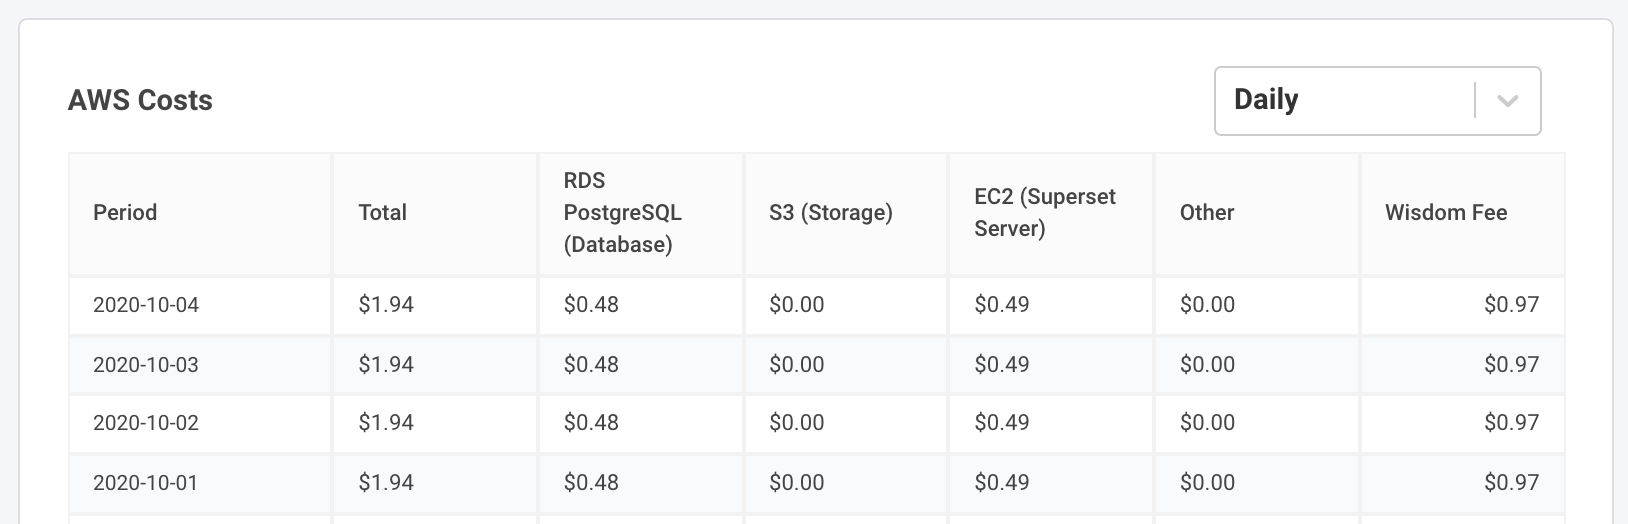 AWS Costs
Daily
Period Total RDS PostgreSQL (Database) S3 (Storage) EC2 (Superset Server) Other Wisdom Fee
2020-10-04 $1.94 $0.48 $0.00 $0.49 $0.00 $0.97
2020-10-03 $1.94 $0.48 $0.00 $0.49 $0.00 $0.97
2020-10-02 $1.94 $0.48 $0.00 $0.49 $0.00 $0.97
2020-10-01 $1.94 $0.48 $0.00 $0.49 $0.00 $0.97